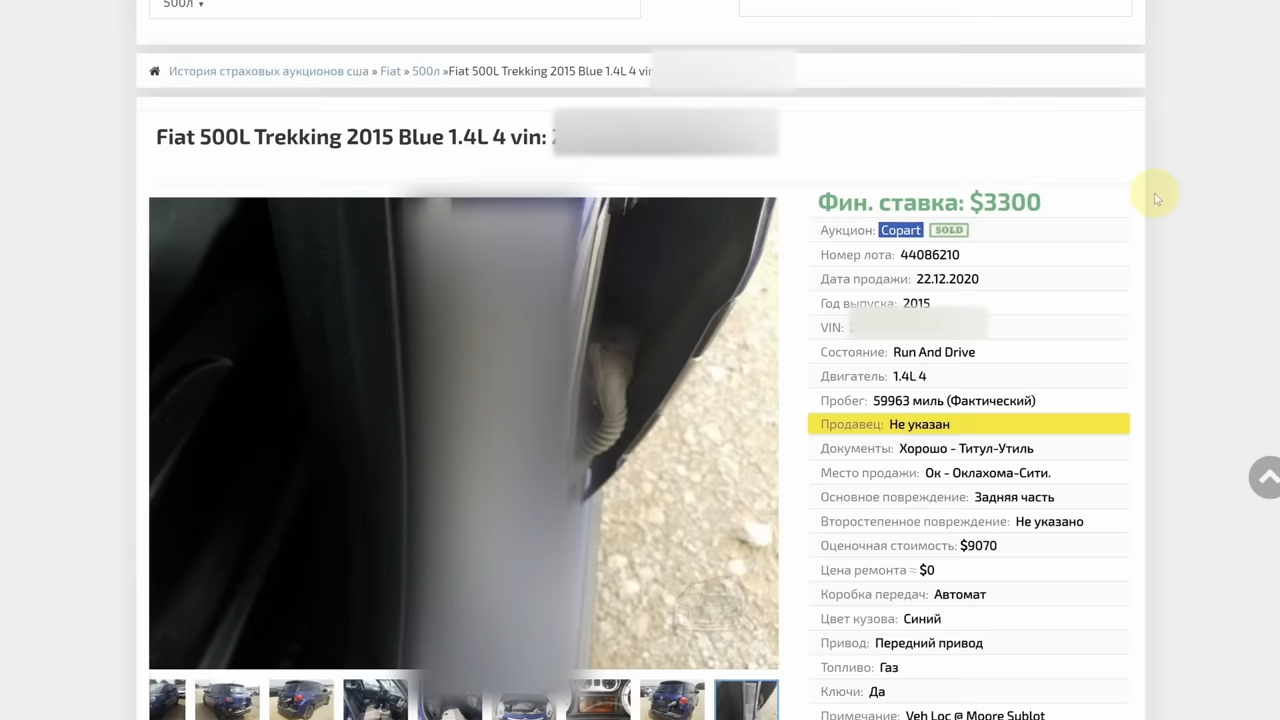 500л ▾
История страховых аукционов сша » Fiat » 500л »Fiat 500L Trekking 2015 Blue 1.4L 4 vin
Fiat 500L Trekking 2015 Blue 1.4L 4 vin:
Фин. ставка: $3300
Аукцион: Copart SOLD
Номер лота: 44086210
Дата продажи: 22.12.2020
Год выпуска: 2015
VIN:
Состояние: Run And Drive
Двигатель: 1.4L 4
Пробег: 59963 миль (Фактический)
Продавец: Не указан
Документы: Хорошо - Титул-Утиль
Место продажи: Ок - Оклахома-Сити.
Основное повреждение: Задняя часть
Второстепенное повреждение: Не указано
Оценочная стоимость: $9070
Цена ремонта ≈ $0
Коробка передач: Автомат
Цвет кузова: Синий
Привод: Передний привод
Топливо: Газ
Ключи: Да
Примечание: Veh Loc @ Moore Sublot